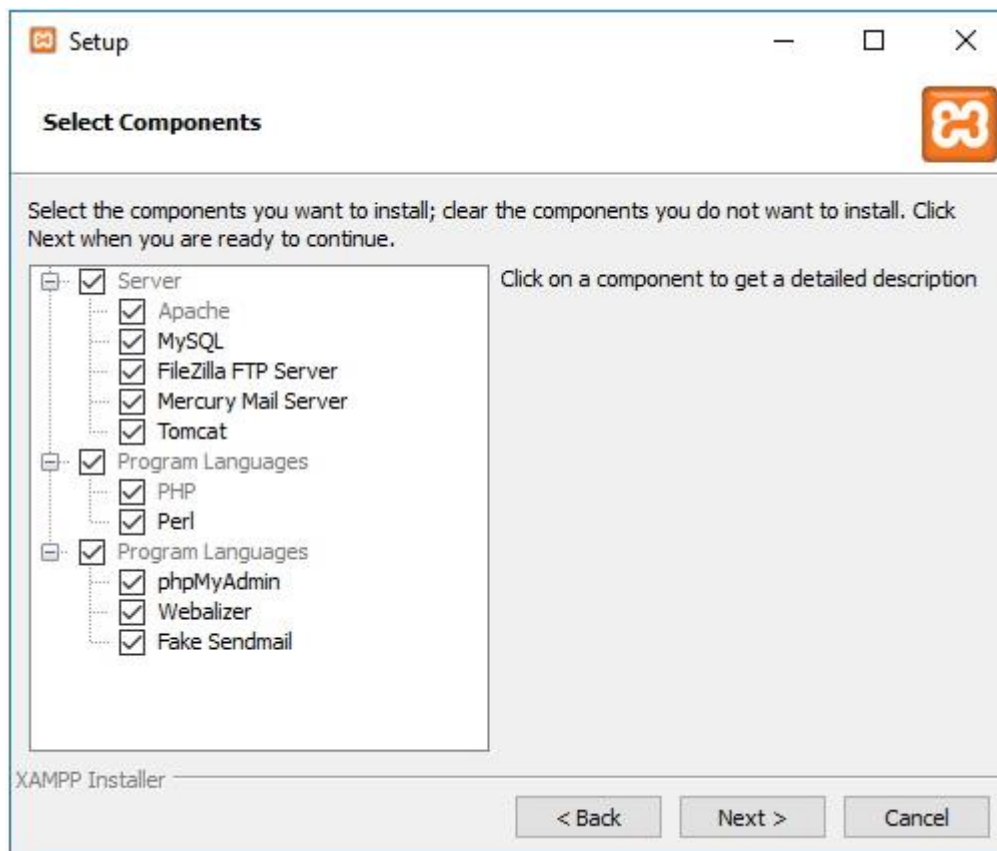 Setup
Select Components
Select the components you want to install; clear the components you do not want to install. Click
Next when you are ready to continue.
Server
Apache
MySQL
FileZilla FTP Server
Mercury Mail Server
Tomcat
Program Languages
PHP
Perl
Program Languages
phpMyAdmin
Webalizer
Fake Sendmail
Click on a component to get a detailed description
XAMPP Installer
< Back
Next >
Cancel